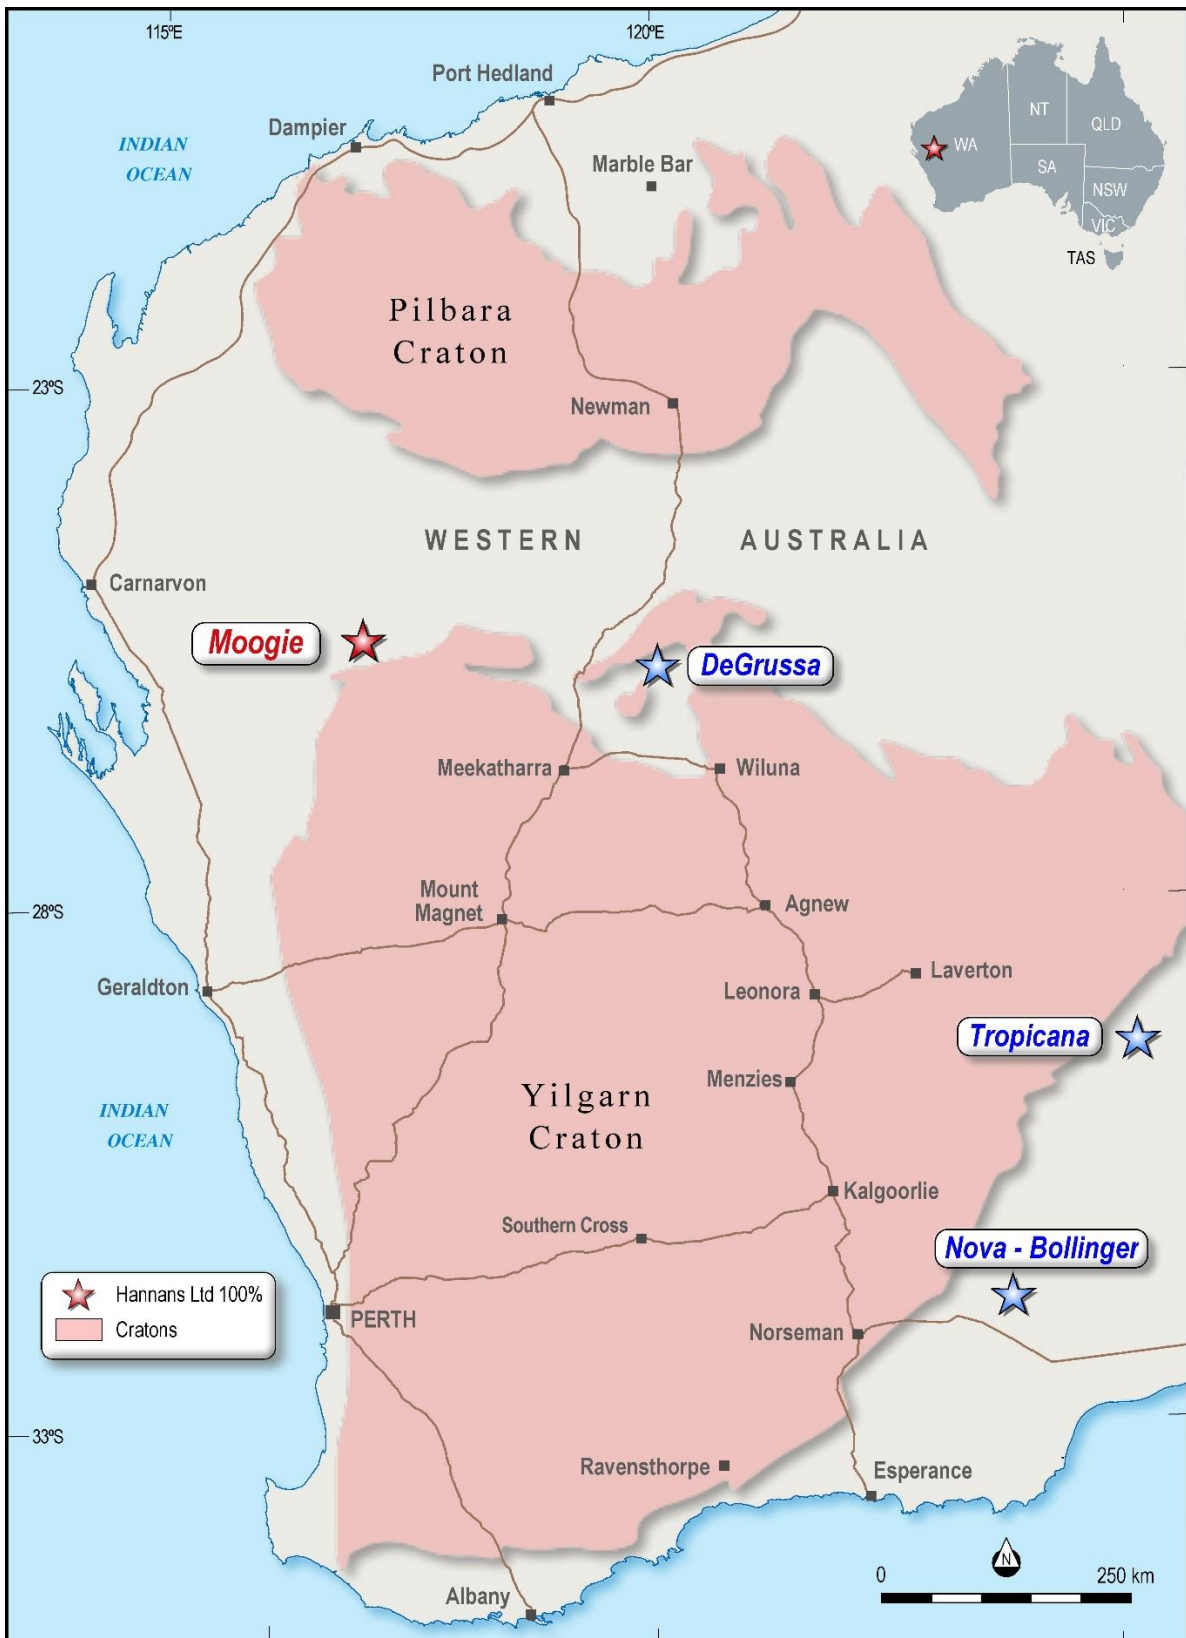 115ºE
120ºE
Port Hedland
Dampier
INDIAN
OCEAN
Marble Bar
NT
QLD
WA
SA
NSW
VIC
TAS
Pilbara
Craton
23ºS
Newman
WESTERN AUSTRALIA
Carnarvon
Moogie
DeGrussa
Meekatharra
Wiluna
Mount
Magnet
Agnew
28ºS
Laverton
Geraldton
Leonora
Tropicana
Menzies
Yilgarn
Craton
INDIAN
OCEAN
Kalgoorlie
Southern Cross
Nova - Bollinger
Hannans Ltd 100%
Cratons
PERTH
Norseman
33ºS
Ravensthorpe
Esperance
N
0 250 km
Albany